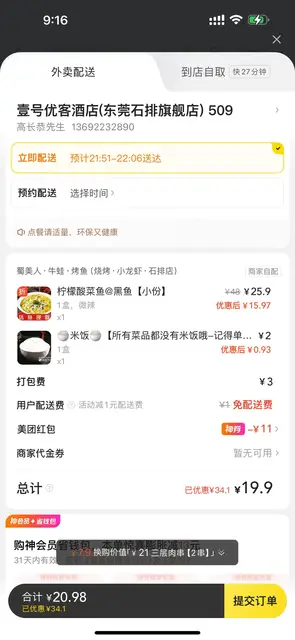 9:16
外卖配送
到店自取 快27分钟
壹号优客酒店(东莞石排旗舰店) 509
高长恭先生 13692232890
立即配送 预计21:51~22:06送达
预约配送 选择时间
点餐请适量，环保又健康
蜀美人·牛蛙·烤鱼 (烧烤·小龙虾·石排店) 商家自配
柠檬酸菜鱼@黑鱼【小份】 ¥48 ¥25.9
1盒，微辣 优惠后 ¥15.97
x1
🍚米饭🍚【所有菜品都没有米饭哦~记得单... ¥2
1盒 优惠后 ¥0.93
x1
打包费 ¥3
用户配送费 活动减1元配送费 ¥1 免配送费
美团红包 神券 -¥11
商家代金券 暂无可用
总计 已优惠¥34.1 ¥19.9
神会员·省钱包
31天内有效
¥7.9 换购价值「¥21 三层肉串【2串】」
合计 ¥20.98
已优惠 ¥34.1
提交订单